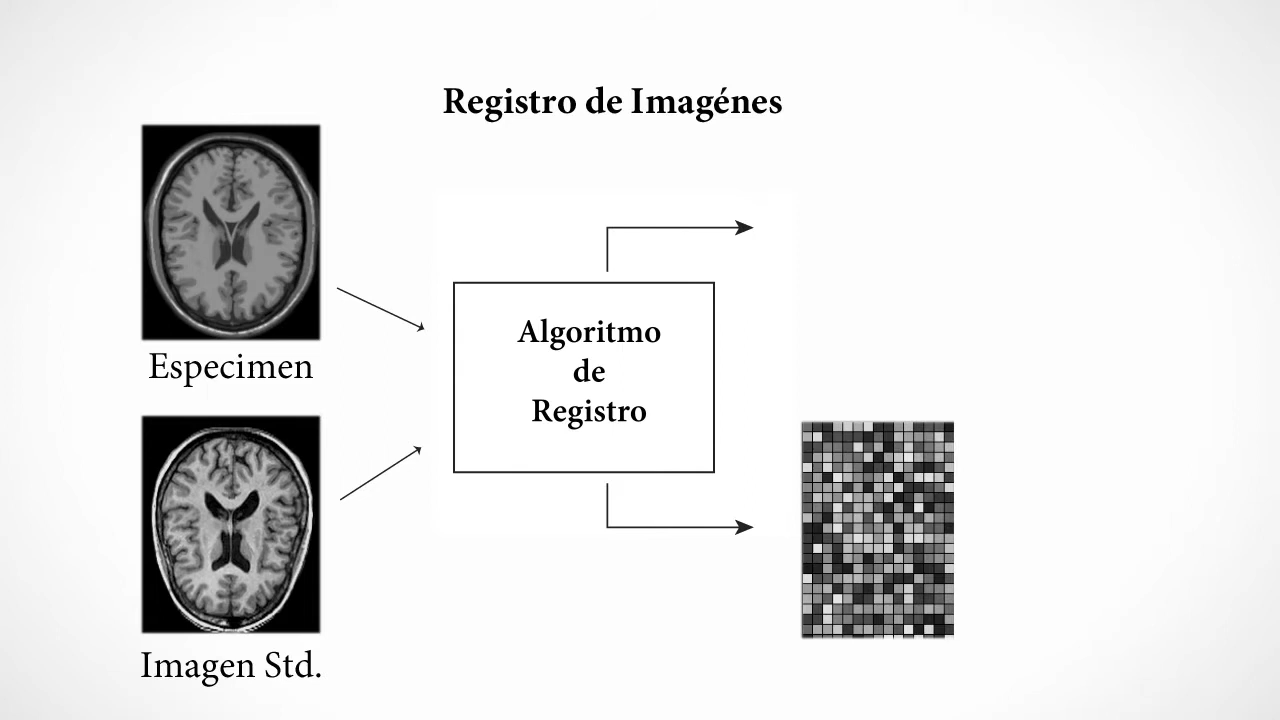 Registro de Imagénes
Especimen
Algoritmo
de
Registro
Imagen Std.